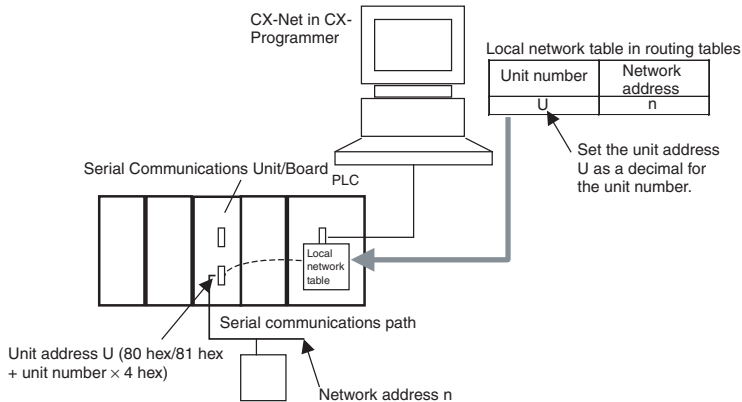 CX-Net in CX-
Programmer
Local network table in routing tables
Unit number
Network
address
U
n
Set the unit address
U as a decimal for
the unit number.
Serial Communications Unit/Board
PLC
Local
network
table
Serial communications path
Unit address U (80 hex/81 hex
+ unit number × 4 hex)
Network address n